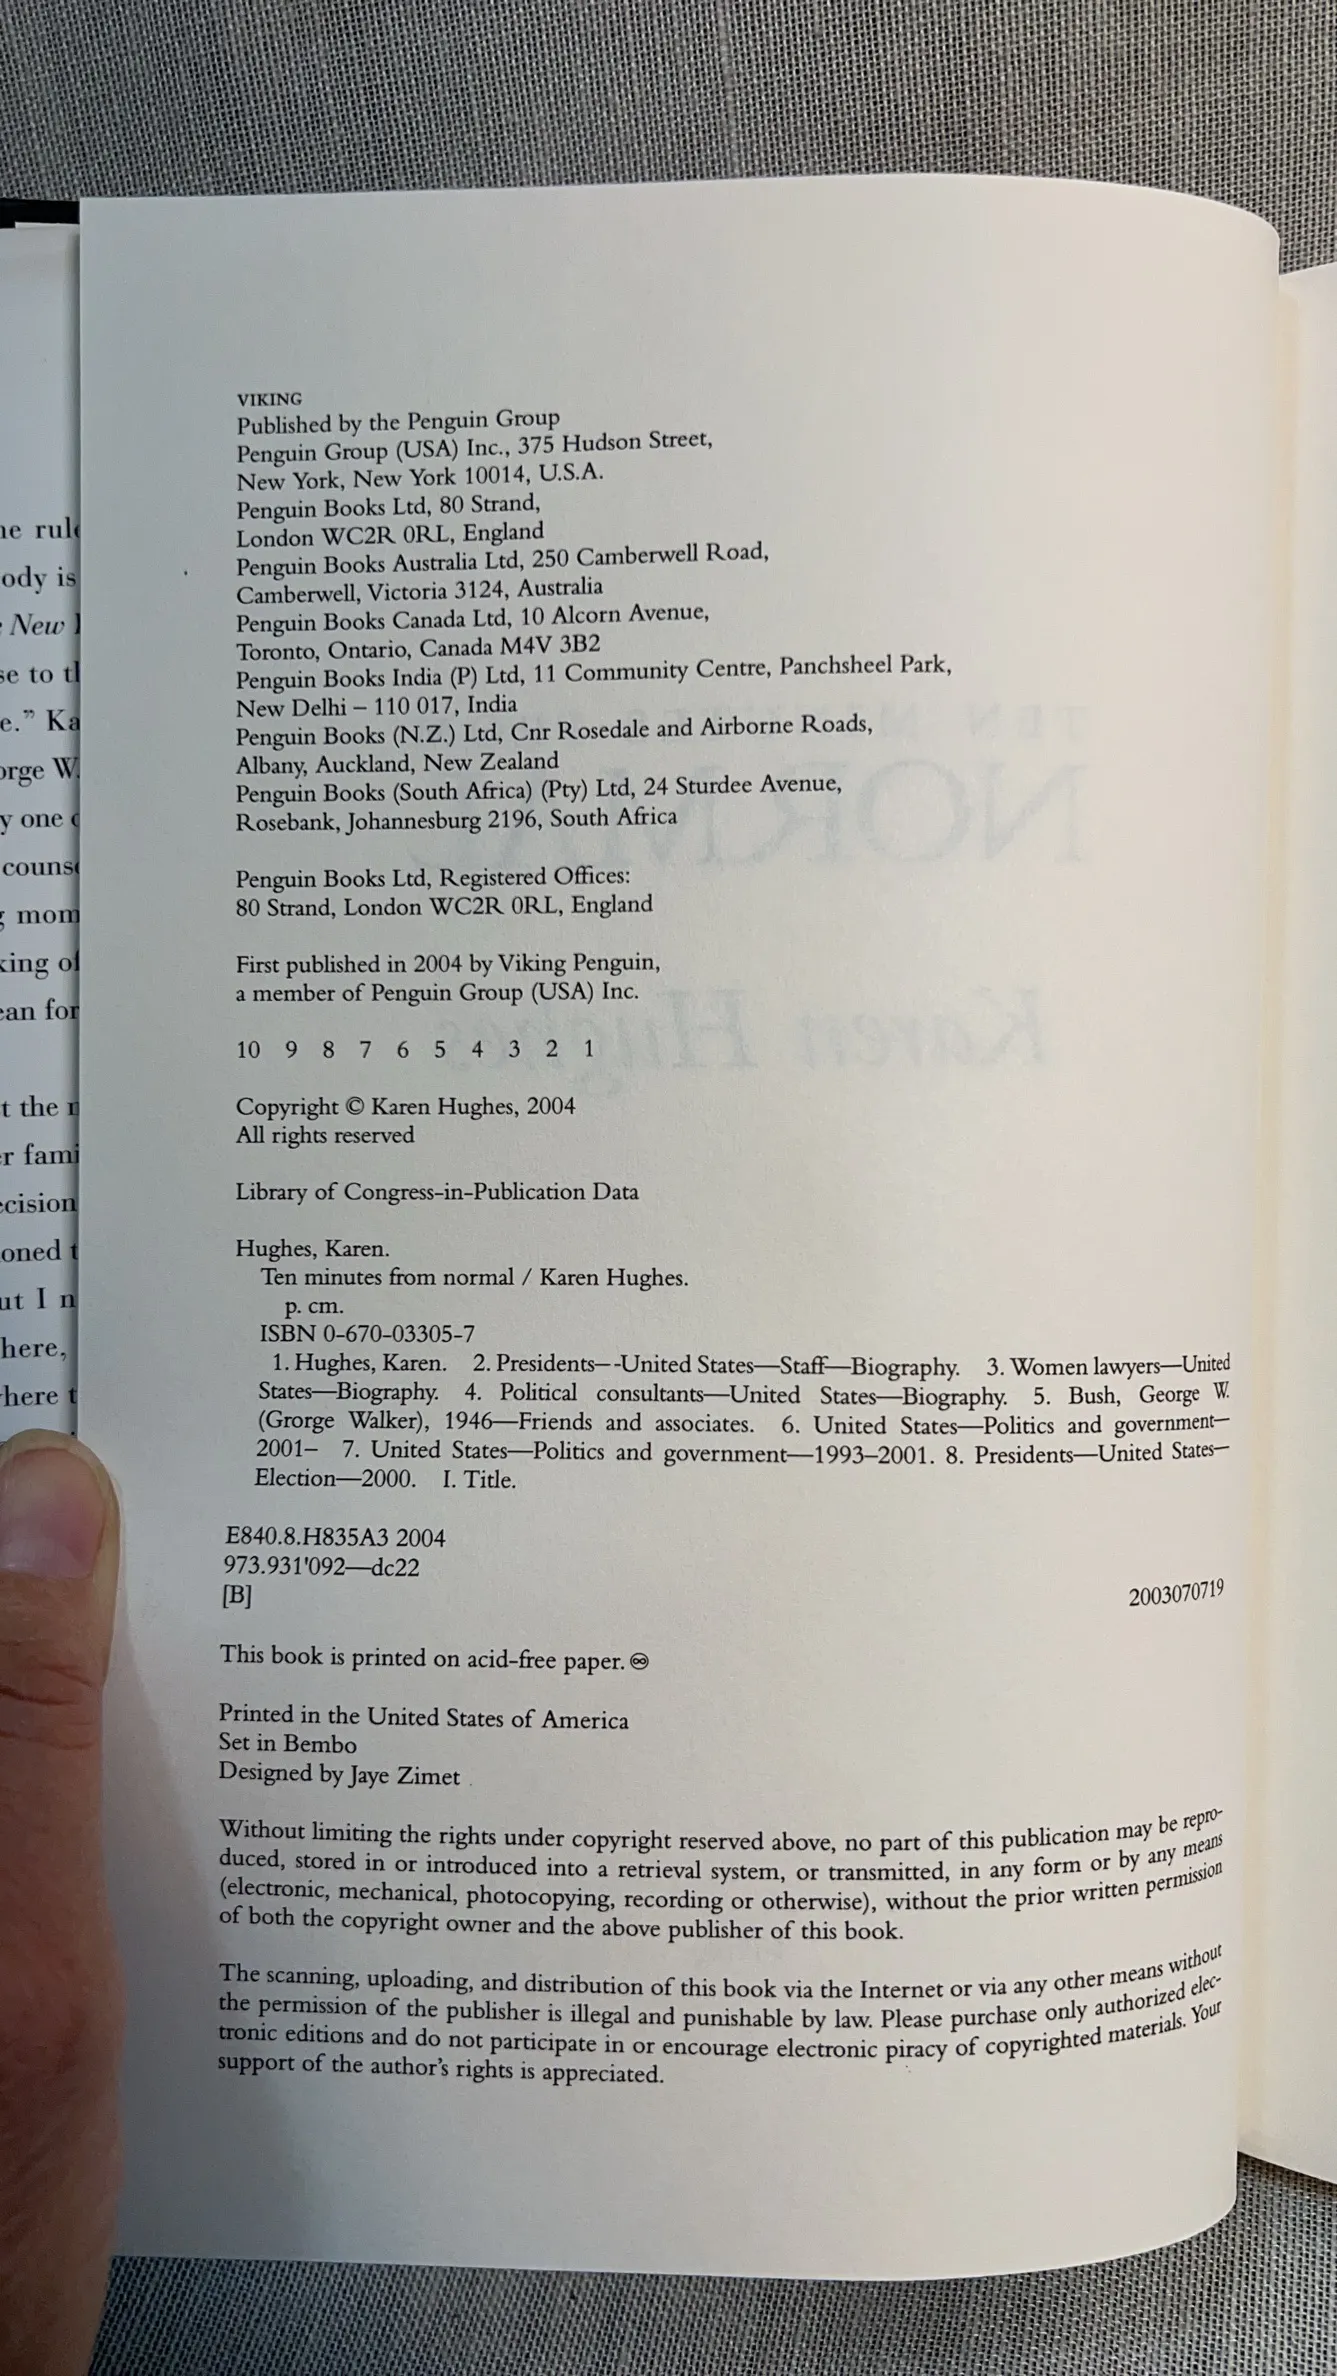 VIKING
Published by the Penguin Group
Penguin Group (USA) Inc., 375 Hudson Street,
New York, New York 10014, U.S.A.
Penguin Books Ltd, 80 Strand,
London WC2R 0RL, England
Penguin Books Australia Ltd, 250 Camberwell Road,
Camberwell, Victoria 3124, Australia
Penguin Books Canada Ltd, 10 Alcorn Avenue,
Toronto, Ontario, Canada M4V 3B2
Penguin Books India (P) Ltd, 11 Community Centre, Panchsheel Park,
New Delhi – 110 017, India
Penguin Books (N.Z.) Ltd, Cnr Rosedale and Airborne Roads,
Albany, Auckland, New Zealand
Penguin Books (South Africa) (Pty) Ltd, 24 Sturdee Avenue,
Rosebank, Johannesburg 2196, South Africa
Penguin Books Ltd, Registered Offices:
80 Strand, London WC2R 0RL, England
First published in 2004 by Viking Penguin,
a member of Penguin Group (USA) Inc.
10 9 8 7 6 5 4 3 2 1
Copyright © Karen Hughes, 2004
All rights reserved
Library of Congress-in-Publication Data
Hughes, Karen.
Ten minutes from normal / Karen Hughes.
p. cm.
ISBN 0-670-03305-7
1. Hughes, Karen. 2. Presidents–-United States—Staff—Biography. 3. Women lawyers—United
States—Biography. 4. Political consultants—United States—Biography. 5. Bush, George W.
(Grorge Walker), 1946—Friends and associates. 6. United States—Politics and government—
2001– 7. United States—Politics and government—1993–2001. 8. Presidents—United States—
Election—2000. I. Title.
E840.8.H835A3 2004
973.931'092—dc22
[B] 2003070719
This book is printed on acid-free paper. ♾
Printed in the United States of America
Set in Bembo
Designed by Jaye Zimet
Without limiting the rights under copyright reserved above, no part of this publication may be repro-
duced, stored in or introduced into a retrieval system, or transmitted, in any form or by any means
(electronic, mechanical, photocopying, recording or otherwise), without the prior written permission
of both the copyright owner and the above publisher of this book.
The scanning, uploading, and distribution of this book via the Internet or via any other means without
the permission of the publisher is illegal and punishable by law. Please purchase only authorized elec-
tronic editions and do not participate in or encourage electronic piracy of copyrighted materials. Your
support of the author's rights is appreciated.